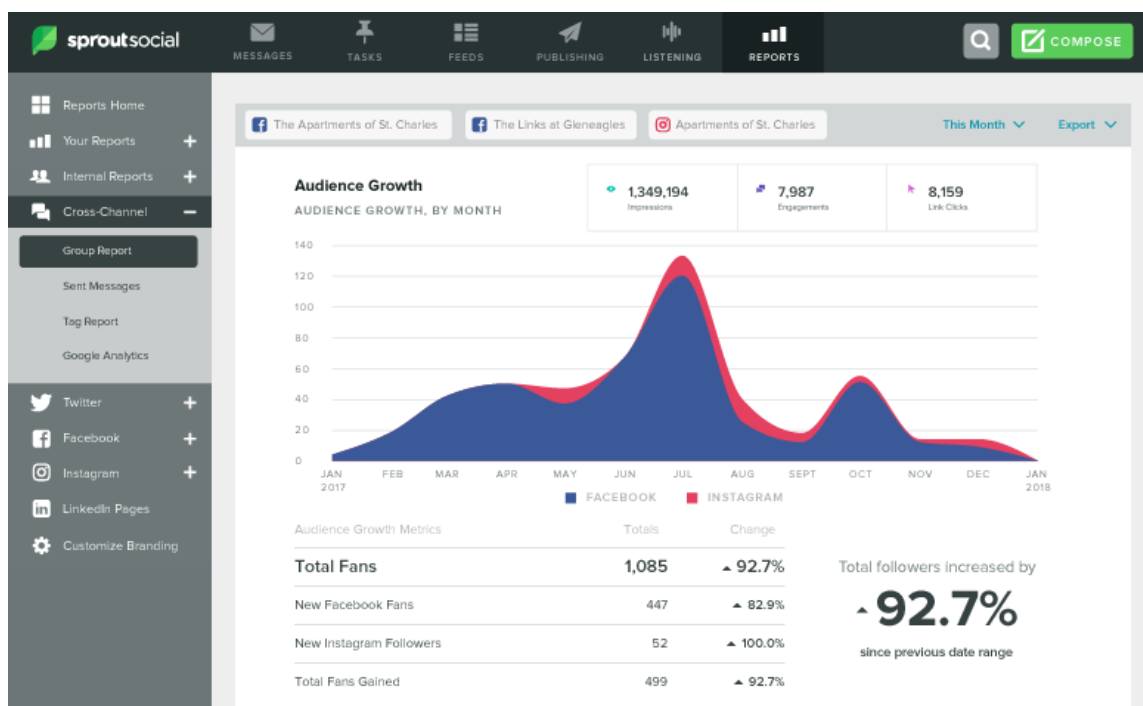 sproutsocial
MESSAGES
TASKS
FEEDS
PUBLISHING
LISTENING
REPORTS
COMPOSE
Reports Home
Your Reports
Internal Reports
Cross-Channel
Group Report
Sent Messages
Tag Report
Google Analytics
Twitter
Facebook
Instagram
LinkedIn Pages
Customize Branding
The Apartments of St. Charles
The Links at Gleneagles
Apartments of St. Charles
This Month
Export
Audience Growth
AUDIENCE GROWTH, BY MONTH
1,349,194
Impressions
7,987
Engagements
8,159
Link Clicks
140
120
100
80
60
40
20
0
JAN 2017 FEB MAR APR MAY JUN JUL AUG SEPT OCT NOV DEC JAN 2018
FACEBOOK INSTAGRAM
Audience Growth Metrics Totals Change
Total Fans 1,085 92.7%
New Facebook Fans 447 82.9%
New Instagram Followers 52 100.0%
Total Fans Gained 499 92.7%
Total followers increased by
92.7%
since previous date range